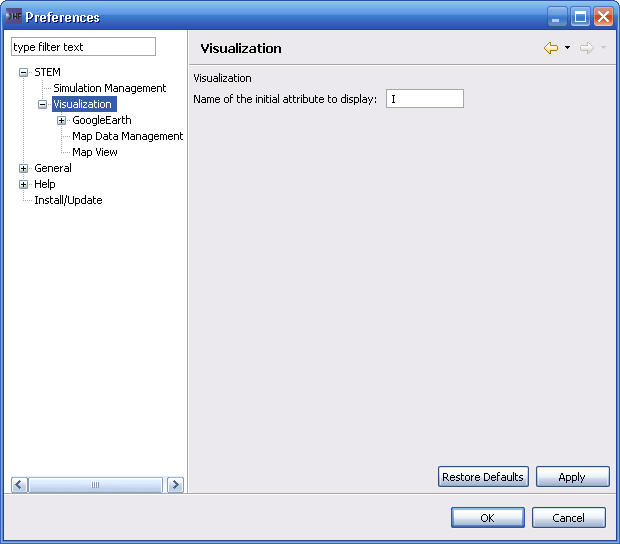 Preferences
type filter text
STEM
Simulation Management
Visualization
GoogleEarth
Map Data Management
Map View
General
Help
Install/Update
Visualization
Visualization
Name of the initial attribute to display: I
Restore Defaults Apply
OK Cancel